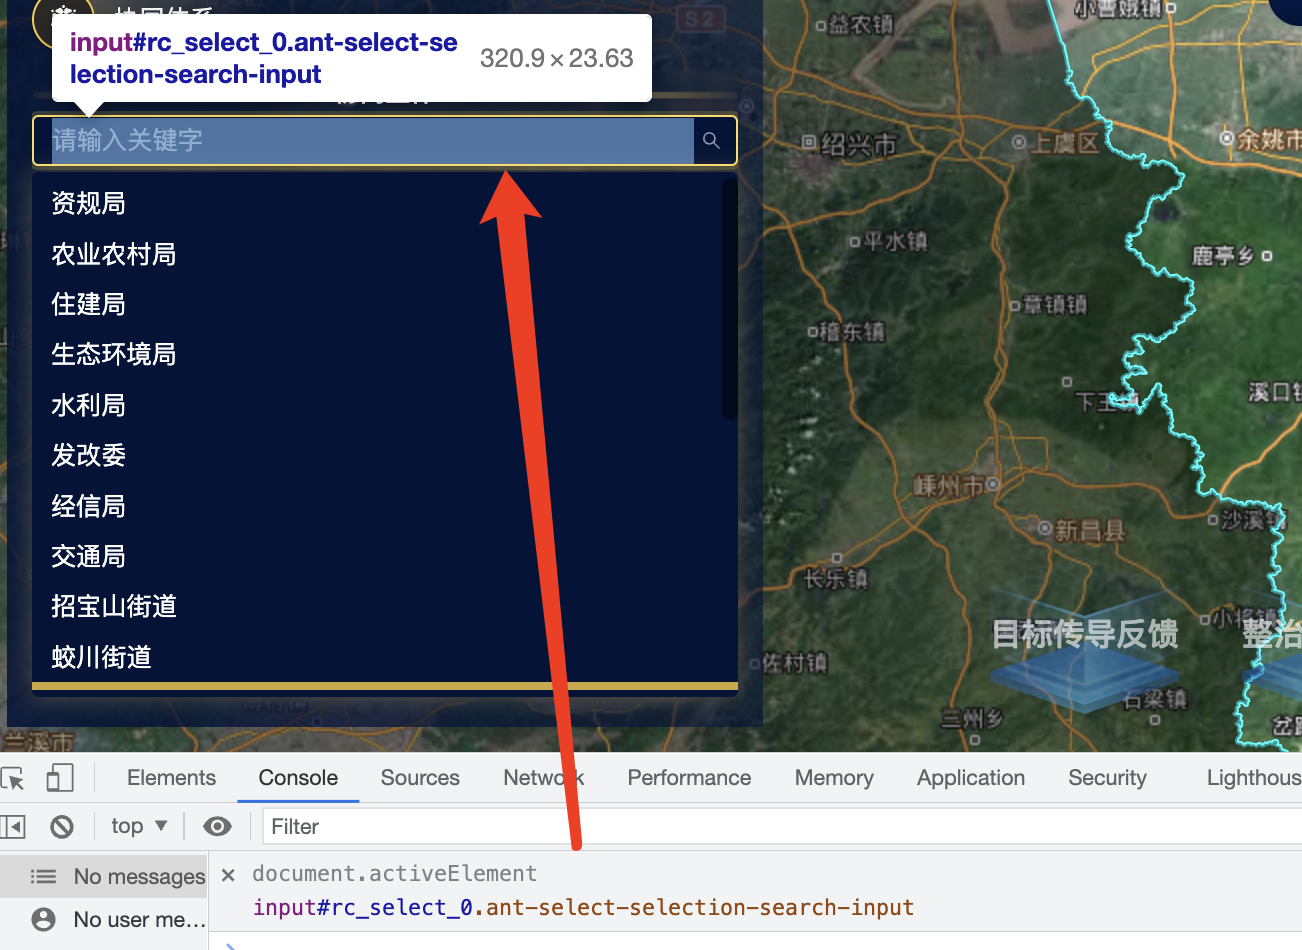 协同体系
input#rc_select_0.ant-select-se
lection-search-input
320.9 × 23.63
请输入关键字
资规局
农业农村局
住建局
生态环境局
水利局
发改委
经信局
交通局
招宝山街道
蛟川街道
S2
益农镇
小曹娥镇
绍兴市
上虞区
余姚市
平水镇
鹿亭乡
章镇镇
稽东镇
下王镇
溪口镇
嵊州市
新昌县
沙溪镇
长乐镇
小将镇
目标传导反馈
整治
佐村镇
石梁镇
三州乡
兰溪市
Elements
Console
Sources
Network
Performance
Memory
Application
Security
Lighthous
top
Filter
No messages
No user me...
document.activeElement
input#rc_select_0.ant-select-selection-search-input